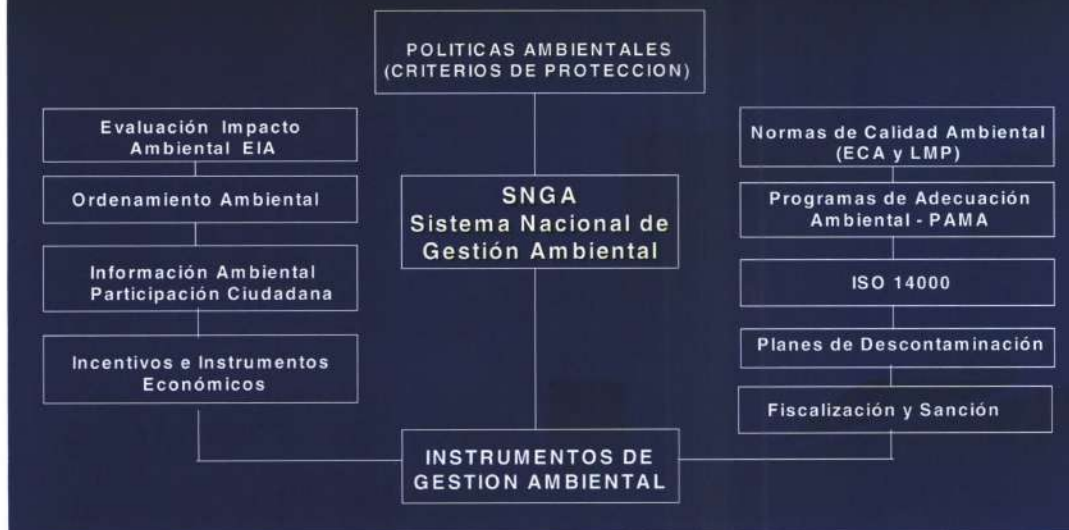 POLITICAS AMBIENTALES
(CRITERIOS DE PROTECCION)
Evaluación Impacto
Ambiental EIA
Ordenamiento Ambiental
Información Ambiental
Participación Ciudadana
Incentivos e Instrumentos
Económicos
SNGA
Sistema Nacional de
Gestión Ambiental
Normas de Calidad Ambiental
(ECA y LMP)
Programas de Adecuación
Ambiental - PAMA
ISO 14000
Planes de Descontaminación
Fiscalización y Sanción
INSTRUMENTOS DE
GESTION AMBIENTAL